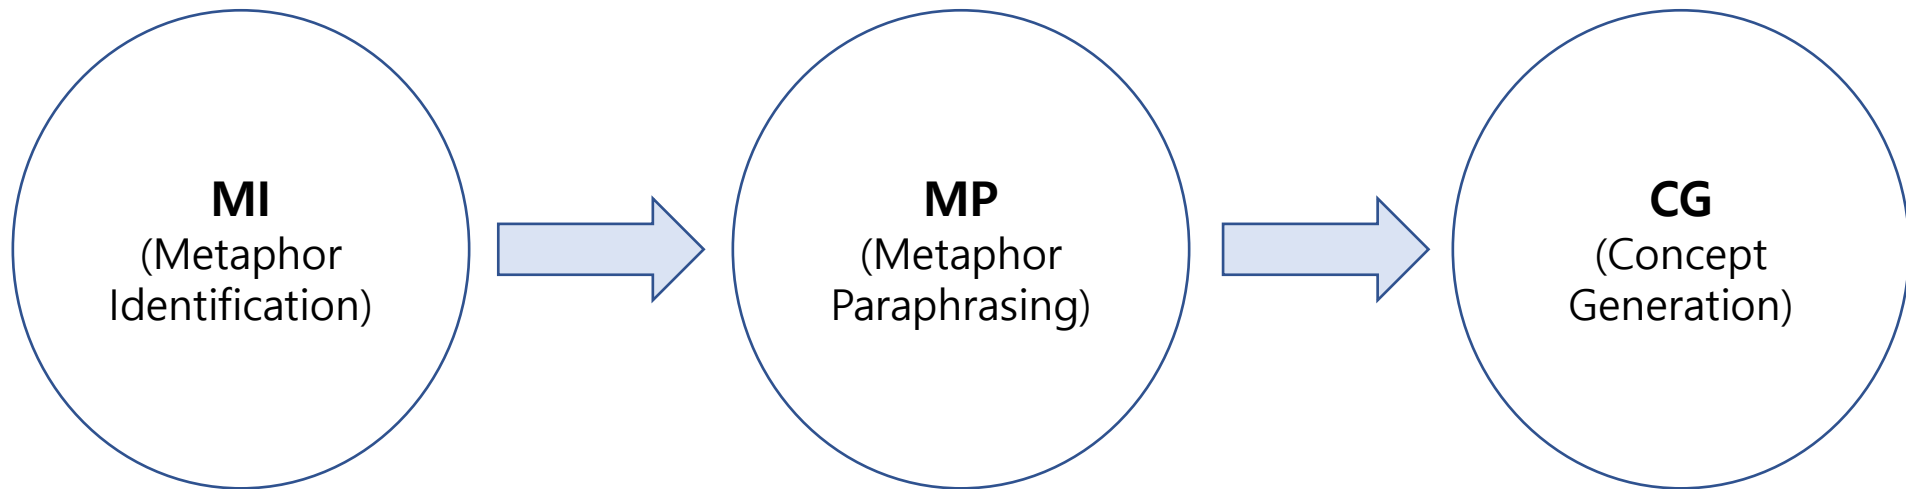 MI
(Metaphor
Identification)
MP
(Metaphor
Paraphrasing)
CG
(Concept
Generation)